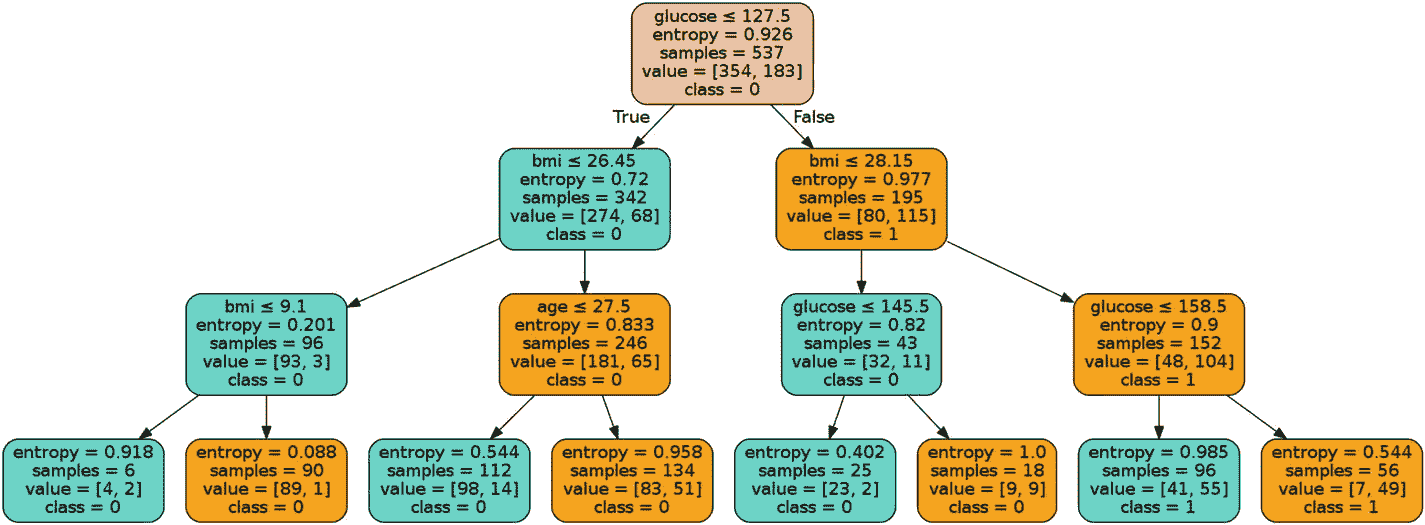 glucose ≤ 127.5
entropy = 0.926
samples = 537
value = [354, 183]
class = 0
True
False
bmi ≤ 26.45
entropy = 0.72
samples = 342
value = [274, 68]
class = 0
bmi ≤ 28.15
entropy = 0.977
samples = 195
value = [80, 115]
class = 1
bmi ≤ 9.1
entropy = 0.201
samples = 96
value = [93, 3]
class = 0
age ≤ 27.5
entropy = 0.833
samples = 246
value = [181, 65]
class = 0
glucose ≤ 145.5
entropy = 0.82
samples = 43
value = [32, 11]
class = 0
glucose ≤ 158.5
entropy = 0.9
samples = 152
value = [48, 104]
class = 1
entropy = 0.918
samples = 6
value = [4, 2]
class = 0
entropy = 0.088
samples = 90
value = [89, 1]
class = 0
entropy = 0.544
samples = 112
value = [98, 14]
class = 0
entropy = 0.958
samples = 134
value = [83, 51]
class = 0
entropy = 0.402
samples = 25
value = [23, 2]
class = 0
entropy = 1.0
samples = 18
value = [9, 9]
class = 0
entropy = 0.985
samples = 96
value = [41, 55]
class = 1
entropy = 0.544
samples = 56
value = [7, 49]
class = 1